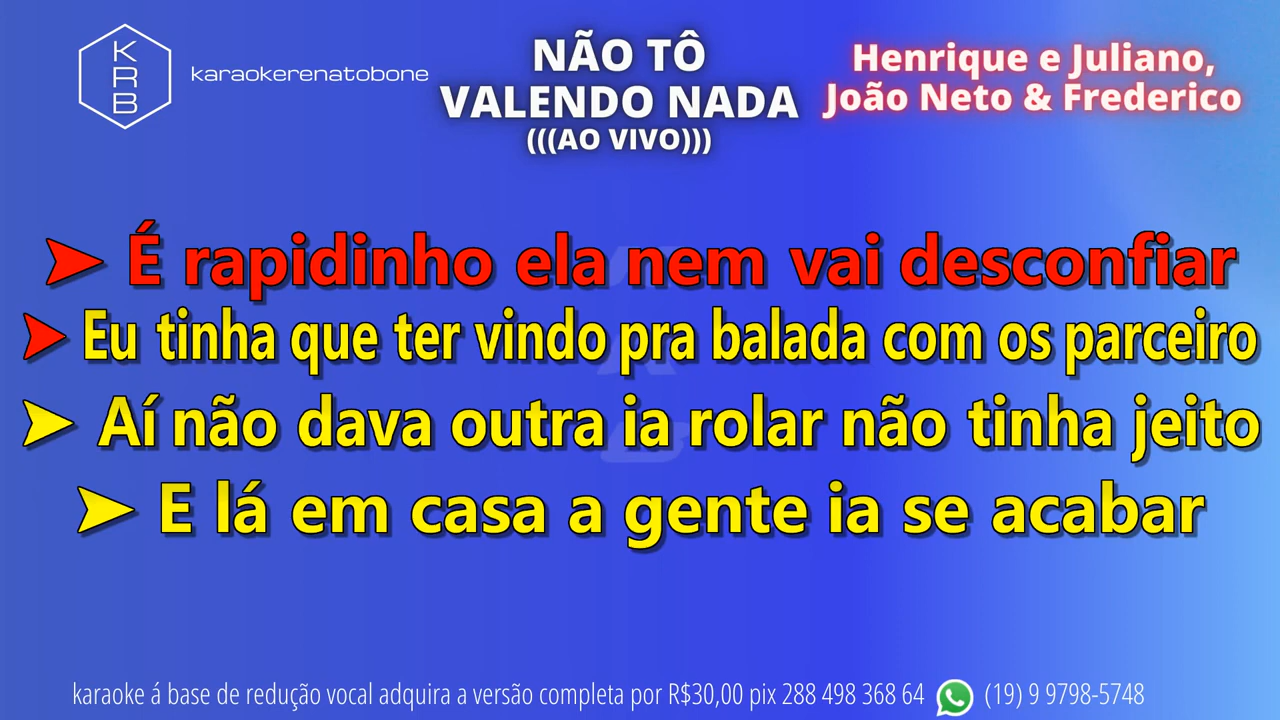 KRB
karaokerenatobone
NÃO TÔ
VALENDO NADA
(((AO VIVO)))
Henrique e Juliano,
João Neto & Frederico
➤ É rapidinho ela nem vai desconfiar
➤ Eu tinha que ter vindo pra balada com os parceiro
➤ Aí não dava outra ia rolar não tinha jeito
➤ E lá em casa a gente ia se acabar
karaoke á base de redução vocal adquira a versão completa por R$30,00 pix 288 498 368 64 (19) 9 9798-5748